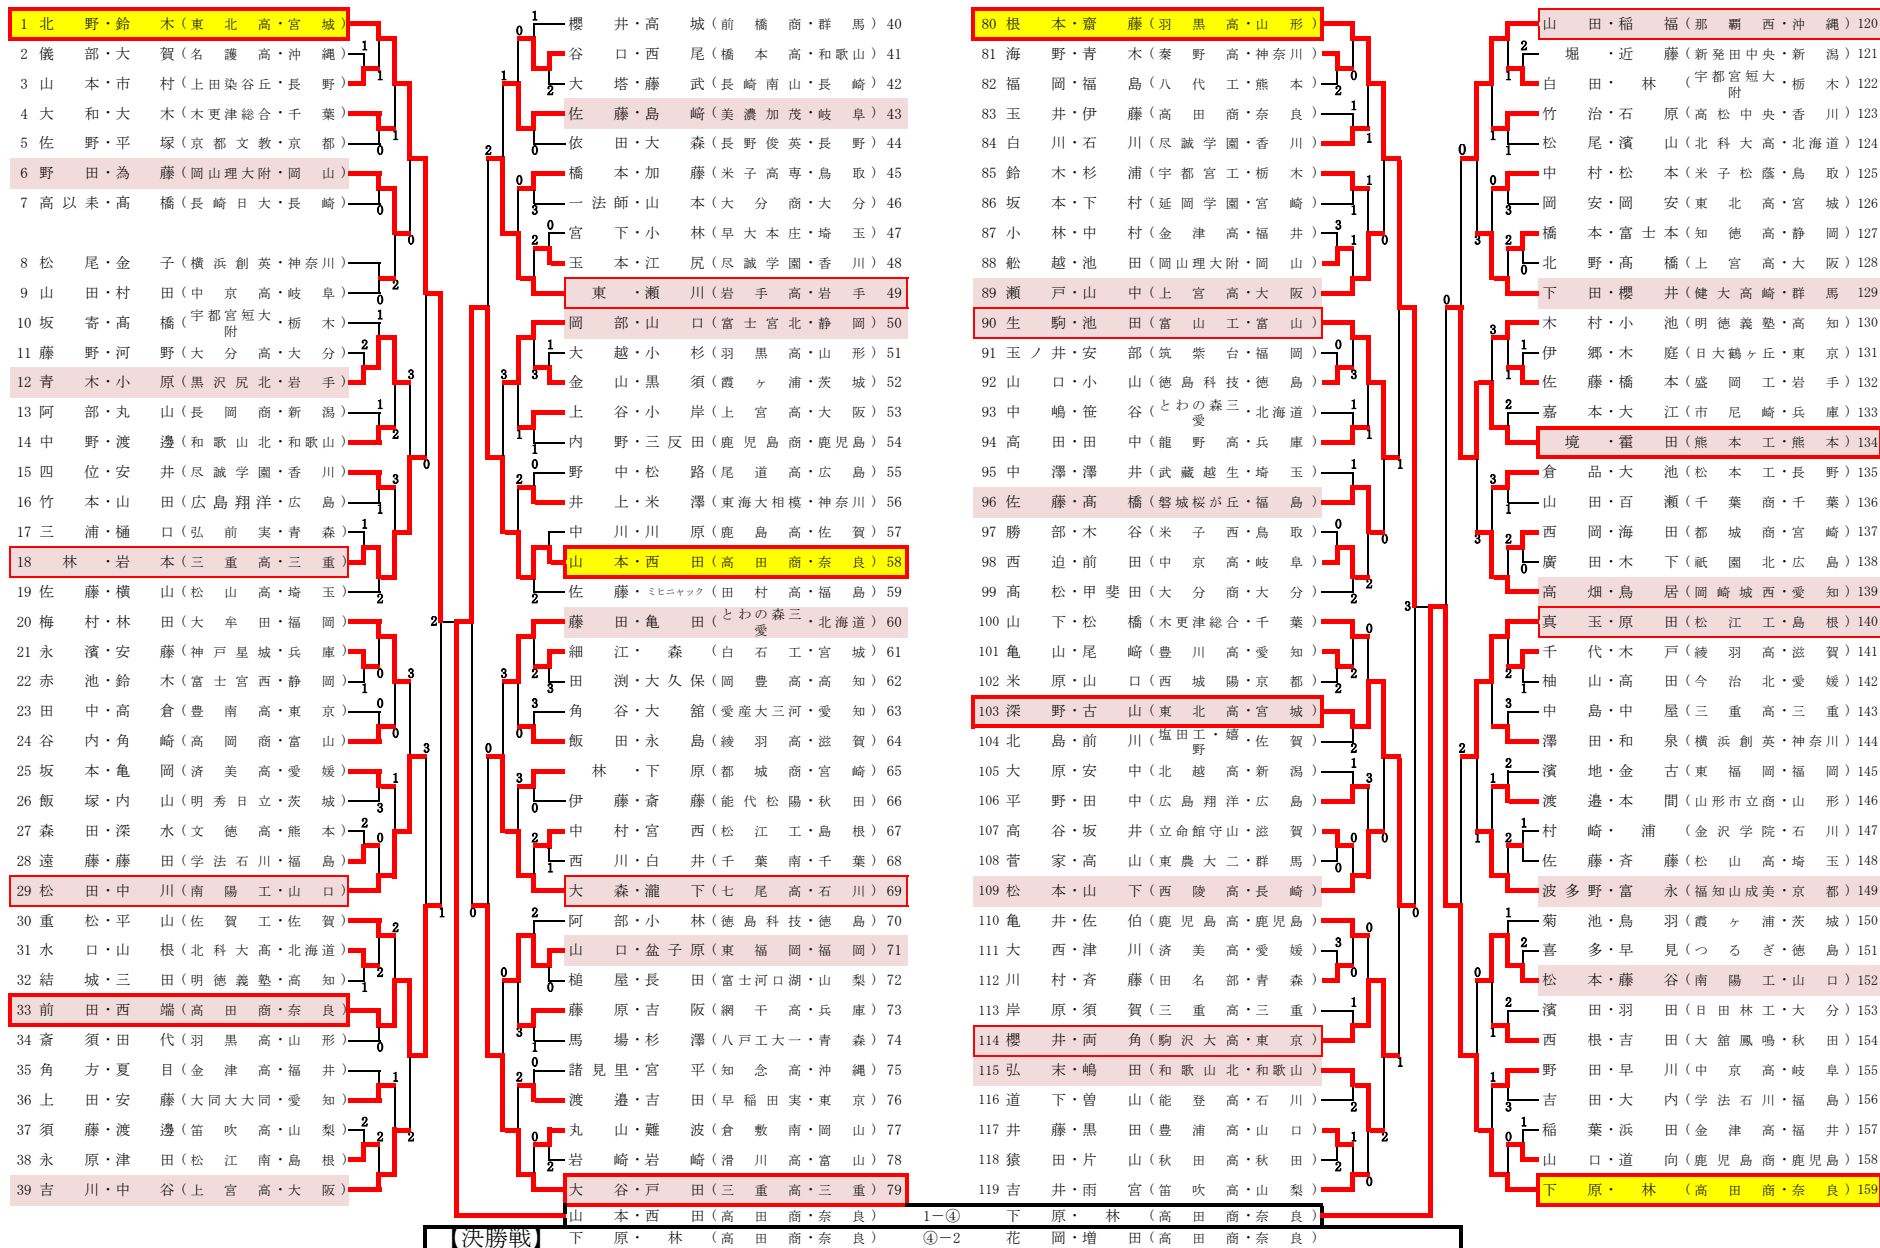 1 北野・鈴木(東北高・宮城)
2 儀部・大賀(名護高・沖縄)
3 山本・市村(上田染谷丘・長野)
4 大和・大木(木更津総合・千葉)
5 佐野・平塚(京都文教・京都)
6 野田・為藤(岡山理大附・岡山)
7 高以耒・髙橋(長崎日大・長崎)
8 松尾・金子(横浜創英・神奈川)
9 山田・村田(中京高・岐阜)
10 坂寄・髙橋(宇都宮短大附・栃木)
11 藤野・河野(大分高・大分)
12 青木・小原(黒沢尻北・岩手)
13 阿部・丸山(長岡商・新潟)
14 中野・渡邊(和歌山北・和歌山)
15 四位・安井(尽誠学園・香川)
16 竹本・山田(広島翔洋・広島)
17 三浦・樋口(弘前実・青森)
18 林・岩本(三重高・三重)
19 佐藤・横山(松山高・埼玉)
20 梅村・林田(大牟田・福岡)
21 永濱・安藤(神戸星城・兵庫)
22 赤池・鈴木(富士宮西・静岡)
23 田中・高倉(豊南高・東京)
24 谷内・角崎(高岡商・富山)
25 坂本・亀岡(済美高・愛媛)
26 飯塚・内山(明秀日立・茨城)
27 森田・深水(文徳高・熊本)
28 遠藤・藤田(学法石川・福島)
29 松田・中川(南陽工・山口)
30 重松・平山(佐賀工・佐賀)
31 水口・山根(北科大髙・北海道)
32 結城・三田(明徳義塾・高知)
33 前田・西端(高田商・奈良)
34 斎須・田代(羽黒高・山形)
35 角方・夏目(金津高・福井)
36 上田・安藤(大同大大同・愛知)
37 須藤・渡邊(笛吹高・山梨)
38 永原・津田(松江南・島根)
39 吉川・中谷(上宮高・大阪)
櫻井・高城(前橋商・群馬) 40
谷口・西尾(橋本高・和歌山) 41
大塔・藤武(長崎南山・長崎) 42
佐藤・島﨑(美濃加茂・岐阜) 43
依田・大森(長野俊英・長野) 44
橋本・加藤(米子高専・鳥取) 45
一法師・山本(大分商・大分) 46
宮下・小林(早大本庄・埼玉) 47
玉本・江尻(尽誠学園・香川) 48
東・瀬川(岩手高・岩手) 49
岡部・山口(富士宮北・静岡) 50
大越・小杉(羽黒高・山形) 51
金山・黒須(霞ヶ浦・茨城) 52
上谷・小岸(上宮高・大阪) 53
内野・三反田(鹿児島商・鹿児島) 54
野中・松路(尾道高・広島) 55
井上・米澤(東海大相模・神奈川) 56
中川・川原(鹿島高・佐賀) 57
山本・西田(高田商・奈良) 58
佐藤・ミヒニャック(田村高・福島) 59
藤田・亀田(とわの森三愛・北海道) 60
細江・森(白石工・宮城) 61
田渕・大久保(岡豊高・高知) 62
角谷・大舘(愛産大三河・愛知) 63
飯田・永島(綾羽高・滋賀) 64
林・下原(都城商・宮崎) 65
伊藤・斎藤(能代松陽・秋田) 66
中村・宮西(松江工・島根) 67
西川・白井(千葉南・千葉) 68
大森・瀧下(七尾高・石川) 69
阿部・小林(徳島科技・徳島) 70
山口・盆子原(東福岡・福岡) 71
槌屋・長田(富士河口湖・山梨) 72
藤原・吉阪(網干高・兵庫) 73
馬場・杉澤(八戸工大一・青森) 74
諸見里・宮平(知念高・沖縄) 75
渡邉・吉田(早稲田実・東京) 76
丸山・難波(倉敷南・岡山) 77
岩崎・岩崎(滑川高・富山) 78
大谷・戸田(三重高・三重) 79
80 根本・齋藤(羽黒高・山形)
81 海野・青木(秦野高・神奈川)
82 福岡・福島(八代工・熊本)
83 玉井・伊藤(高田商・奈良)
84 白川・石川(尽誠学園・香川)
85 鈴木・杉浦(宇都宮工・栃木)
86 坂本・下村(延岡学園・宮崎)
87 小林・中村(金津高・福井)
88 舩越・池田(岡山理大附・岡山)
89 瀬戸・山中(上宮高・大阪)
90 生駒・池田(富山工・富山)
91 玉ノ井・安部(筑紫台・福岡)
92 山口・小山(徳島科技・徳島)
93 中嶋・笹谷(とわの森三愛・北海道)
94 高田・田中(龍野高・兵庫)
95 中澤・澤井(武蔵越生・埼玉)
96 佐藤・髙橋(磐城桜が丘・福島)
97 勝部・木谷(米子西・鳥取)
98 西迫・前田(中京高・岐阜)
99 髙松・甲斐田(大分商・大分)
100 山下・松橋(木更津総合・千葉)
101 亀山・尾﨑(豊川高・愛知)
102 米原・山口(西城陽・京都)
103 深野・古山(東北高・宮城)
104 北島・前川(塩田工・嬉野・佐賀)
105 大原・安中(北越高・新潟)
106 平野・田中(広島翔洋・広島)
107 高谷・坂井(立命館守山・滋賀)
108 菅家・高山(東農大二・群馬)
109 松本・山下(西陵高・長崎)
110 亀井・佐伯(鹿児島高・鹿児島)
111 大西・津川(済美高・愛媛)
112 川村・斉藤(田名部・青森)
113 岸原・須賀(三重高・三重)
114 櫻井・両角(駒沢大高・東京)
115 弘末・嶋田(和歌山北・和歌山)
116 道下・曽山(能登高・石川)
117 井藤・黒田(豊浦高・山口)
118 猿田・片山(秋田高・秋田)
119 吉井・雨宮(笛吹高・山梨)
山田・稲福(那覇西・沖縄) 120
堀・近藤(新発田中央・新潟) 121
白田・林(宇都宮短大附・栃木) 122
竹治・石原(高松中央・香川) 123
松尾・濱山(北科大高・北海道) 124
中村・松本(米子松蔭・鳥取) 125
岡安・岡安(東北高・宮城) 126
橋本・富士本(知徳高・静岡) 127
北野・髙橋(上宮高・大阪) 128
下田・櫻井(健大高崎・群馬) 129
木村・小池(明徳義塾・高知) 130
伊郷・木庭(日大鶴ヶ丘・東京) 131
佐藤・橋本(盛岡工・岩手) 132
嘉本・大江(市尼崎・兵庫) 133
境・霍田(熊本工・熊本) 134
倉品・大池(松本工・長野) 135
山田・百瀬(千葉商・千葉) 136
西岡・海田(都城商・宮崎) 137
廣田・木下(祇園北・広島) 138
高畑・鳥居(岡崎城西・愛知) 139
真玉・原田(松江工・島根) 140
千代・木戸(綾羽高・滋賀) 141
柚山・高田(今治北・愛媛) 142
中島・中屋(三重高・三重) 143
澤田・和泉(横浜創英・神奈川) 144
濱地・金古(東福岡・福岡) 145
渡邉・本間(山形市立商・山形) 146
村崎・浦(金沢学院・石川) 147
佐藤・斉藤(松山高・埼玉) 148
波多野・富永(福知山成美・京都) 149
菊池・鳥羽(霞ヶ浦・茨城) 150
喜多・早見(つるぎ・徳島) 151
松本・藤谷(南陽工・山口) 152
濱田・羽田(日田林工・大分) 153
西根・吉田(大舘鳳鳴・秋田) 154
野田・早川(中京高・岐阜) 155
吉田・大内(学法石川・福島) 156
稲葉・浜田(金津高・福井) 157
山口・道向(鹿児島商・鹿児島) 158
下原・林(高田商・奈良) 159
山本・西田(高田商・奈良) 1-④ 下原・林(高田商・奈良)
【決勝戦】 下原・林(高田商・奈良) ④-2 花岡・増田(高田商・奈良)